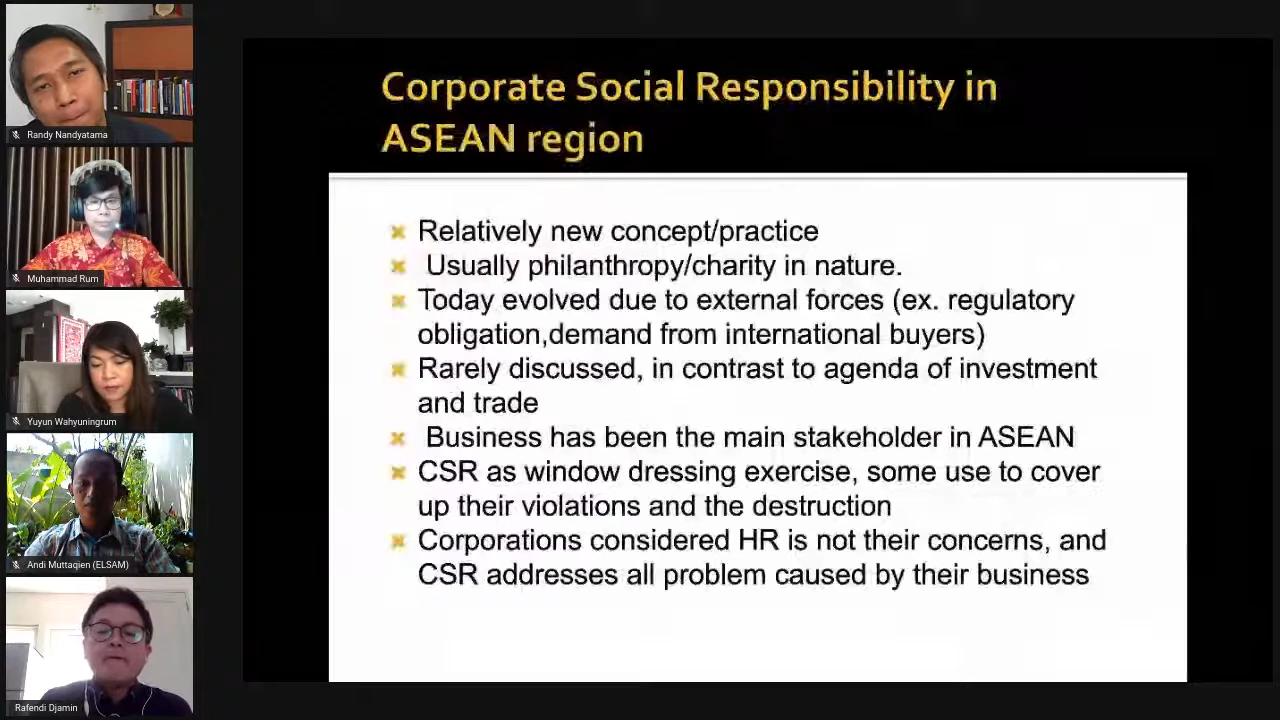 Randy Nandyatama
Muhammad Rum
Yuyun Wahyuningrum
Andi Muttaqien (ELSAM)
Rafendi Djamin
Corporate Social Responsibility in
ASEAN region
Relatively new concept/practice
Usually philanthropy/charity in nature.
Today evolved due to external forces (ex. regulatory
obligation,demand from international buyers)
Rarely discussed, in contrast to agenda of investment
and trade
Business has been the main stakeholder in ASEAN
CSR as window dressing exercise, some use to cover
up their violations and the destruction
Corporations considered HR is not their concerns, and
CSR addresses all problem caused by their business